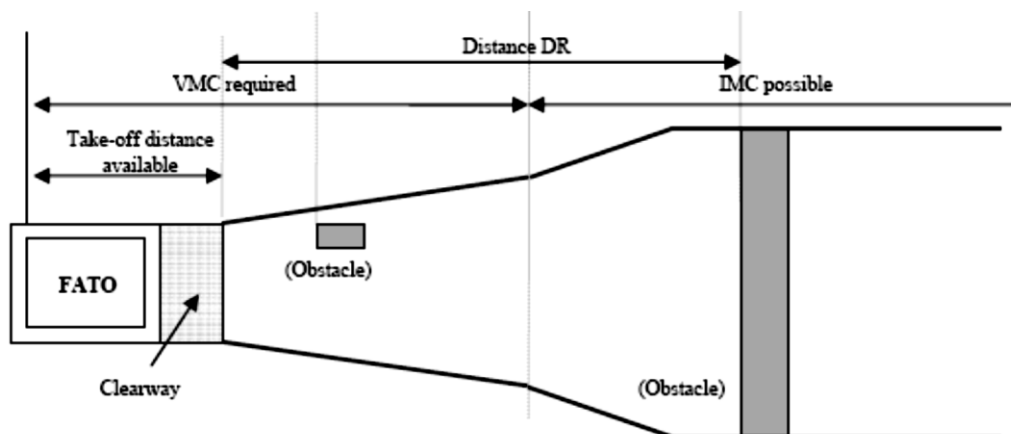 Distance DR
VMC required
IMC possible
Take-off distance
available
FATO
(Obstacle)
Clearway
(Obstacle)